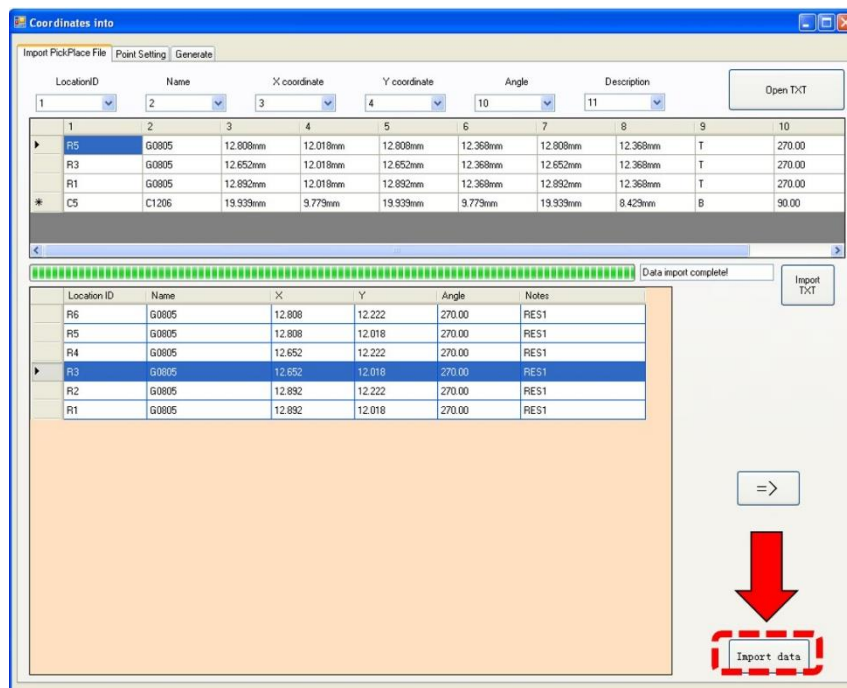 Coordinates into
Import PickPlace File Point Setting Generate
LocationID Name X coordinate Y coordinate Angle Description
1 2 3 4 10 11 Open TXT
1 2 3 4 5 6 7 8 9 10
R5 G0805 12.808mm 12.018mm 12.808mm 12.368mm 12.808mm 12.368mm T 270.00
R3 G0805 12.652mm 12.018mm 12.652mm 12.368mm 12.652mm 12.368mm T 270.00
R1 G0805 12.892mm 12.018mm 12.892mm 12.368mm 12.892mm 12.368mm T 270.00
C5 C1206 19.939mm 9.779mm 19.939mm 9.779mm 19.939mm 8.429mm B 90.00
Data import complete!
Import
TXT
Location ID Name X Y Angle Notes
R6 G0805 12.808 12.222 270.00 RES1
R5 G0805 12.808 12.018 270.00 RES1
R4 G0805 12.652 12.222 270.00 RES1
R3 G0805 12.652 12.018 270.00 RES1
R2 G0805 12.892 12.222 270.00 RES1
R1 G0805 12.892 12.018 270.00 RES1
=>
Import data